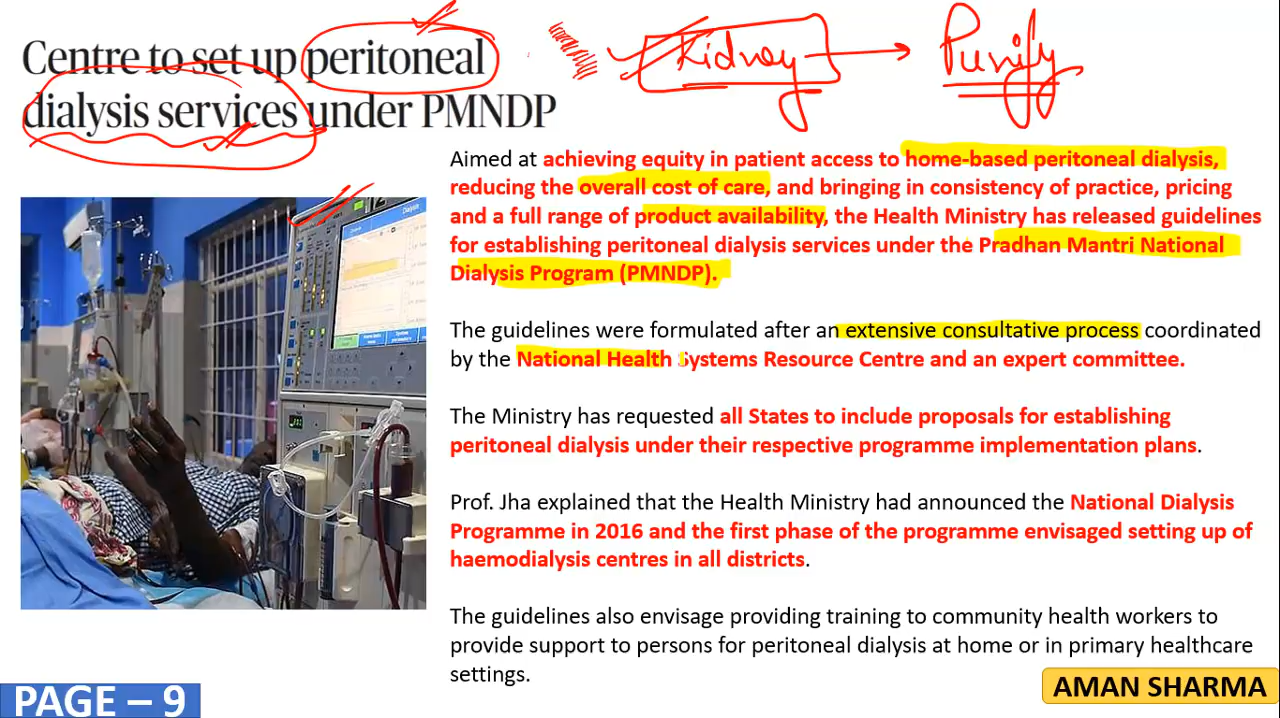 Centre to set up peritoneal
dialysis services under PMNDP
Kidney
Purify
Aimed at achieving equity in patient access to home-based peritoneal dialysis,
reducing the overall cost of care, and bringing in consistency of practice, pricing
and a full range of product availability, the Health Ministry has released guidelines
for establishing peritoneal dialysis services under the Pradhan Mantri National
Dialysis Program (PMNDP).
The guidelines were formulated after an extensive consultative process coordinated
by the National Health Systems Resource Centre and an expert committee.
The Ministry has requested all States to include proposals for establishing
peritoneal dialysis under their respective programme implementation plans.
Prof. Jha explained that the Health Ministry had announced the National Dialysis
Programme in 2016 and the first phase of the programme envisaged setting up of
haemodialysis centres in all districts.
The guidelines also envisage providing training to community health workers to
provide support to persons for peritoneal dialysis at home or in primary healthcare
settings.
PAGE – 9
AMAN SHARMA